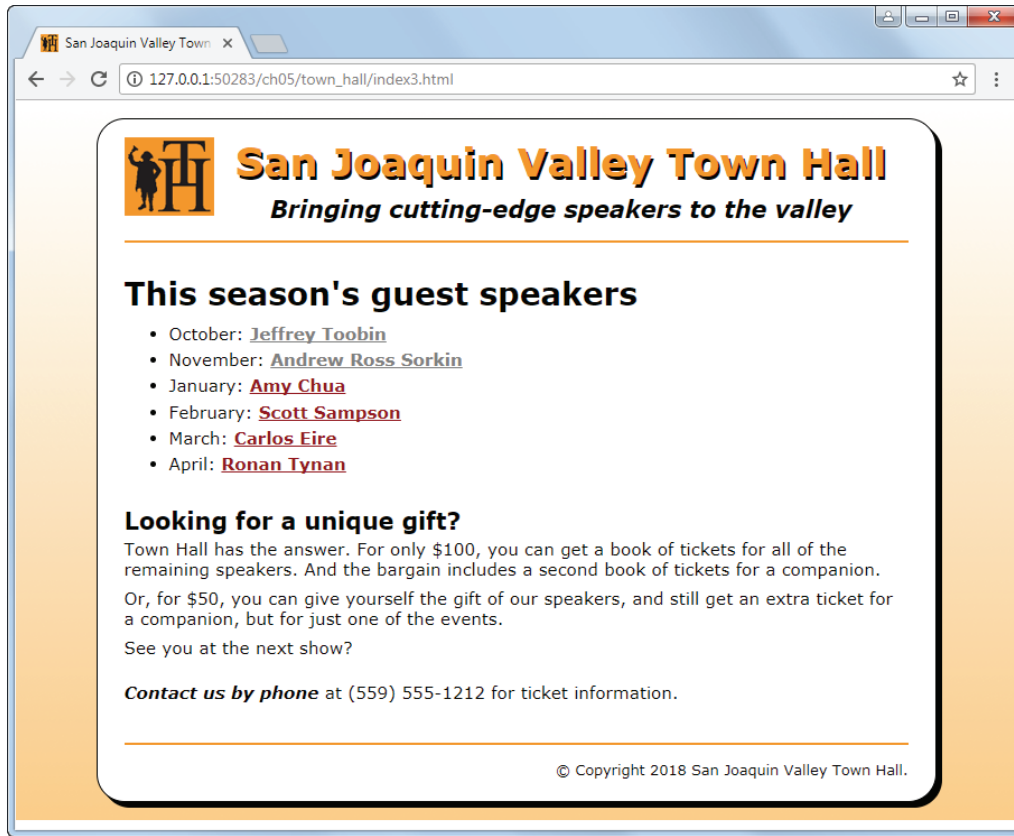 San Joaquin Valley Town
127.0.0.1:50283/ch05/town_hall/index3.html
TH
San Joaquin Valley Town Hall
Bringing cutting-edge speakers to the valley
This season's guest speakers
• October: Jeffrey Toobin
• November: Andrew Ross Sorkin
• January: Amy Chua
• February: Scott Sampson
• March: Carlos Eire
• April: Ronan Tynan
Looking for a unique gift?
Town Hall has the answer. For only $100, you can get a book of tickets for all of the
remaining speakers. And the bargain includes a second book of tickets for a companion.
Or, for $50, you can give yourself the gift of our speakers, and still get an extra ticket for
a companion, but for just one of the events.
See you at the next show?
Contact us by phone at (559) 555-1212 for ticket information.
© Copyright 2018 San Joaquin Valley Town Hall.